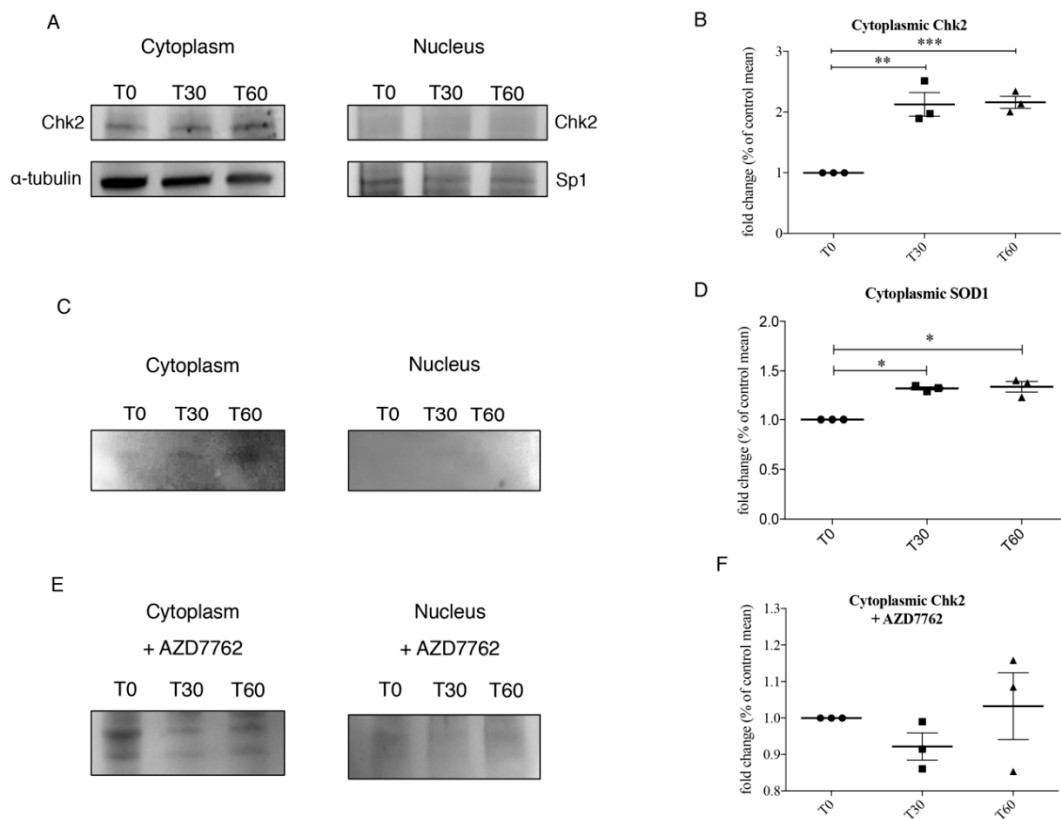 A
Cytoplasm
Nucleus
T0 T30 T60
T0 T30 T60
Chk2
Chk2
α-tubulin
Sp1
B
Cytoplasmic Chk2
***
**
fold change (% of control mean)
3
2
1
0
T0
T30
T60
C
Cytoplasm
Nucleus
T0 T30 T60
T0 T30 T60
D
Cytoplasmic SOD1
*
*
fold change (% of control mean)
2.0
1.5
1.0
0.5
0.0
T0
T30
T60
E
Cytoplasm
+ AZD7762
Nucleus
+ AZD7762
T0 T30 T60
T0 T30 T60
F
Cytoplasmic Chk2
+ AZD7762
fold change (% of control mean)
1.3
1.2
1.1
1.0
0.9
0.8
T0
T30
T60